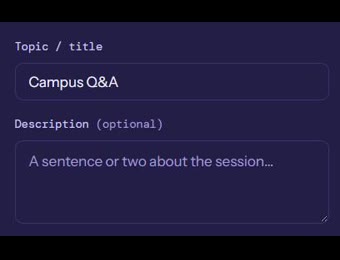 Topic / title
Campus Q&A
Description (optional)
A sentence or two about the session…